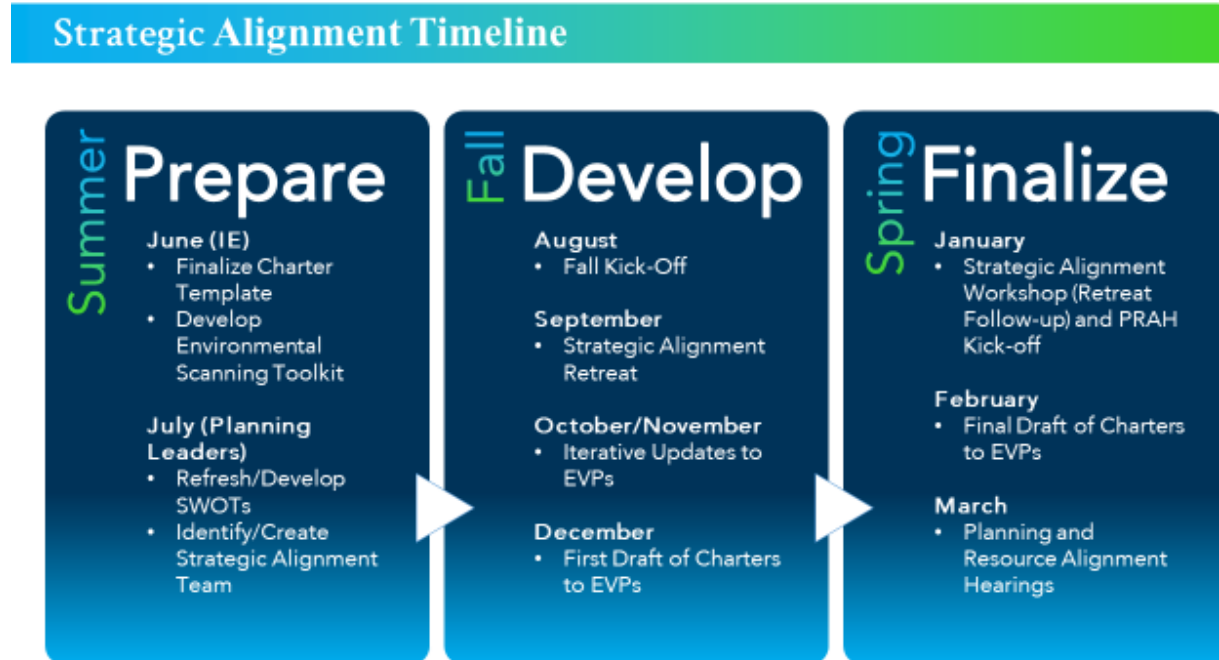 Strategic Alignment Timeline
Summer
Prepare
June (IE)
• Finalize Charter
Template
• Develop
Environmental
Scanning Toolkit
July (Planning
Leaders)
• Refresh/Develop
SWOTs
• Identify/Create
Strategic Alignment
Team
Fall
Develop
August
• Fall Kick-Off
September
• Strategic Alignment
Retreat
October/November
• Iterative Updates to
EVPs
December
• First Draft of Charters
to EVPs
Spring
Finalize
January
• Strategic Alignment
Workshop (Retreat
Follow-up) and PRAH
Kick-off
February
• Final Draft of Charters
to EVPs
March
• Planning and
Resource Alignment
Hearings